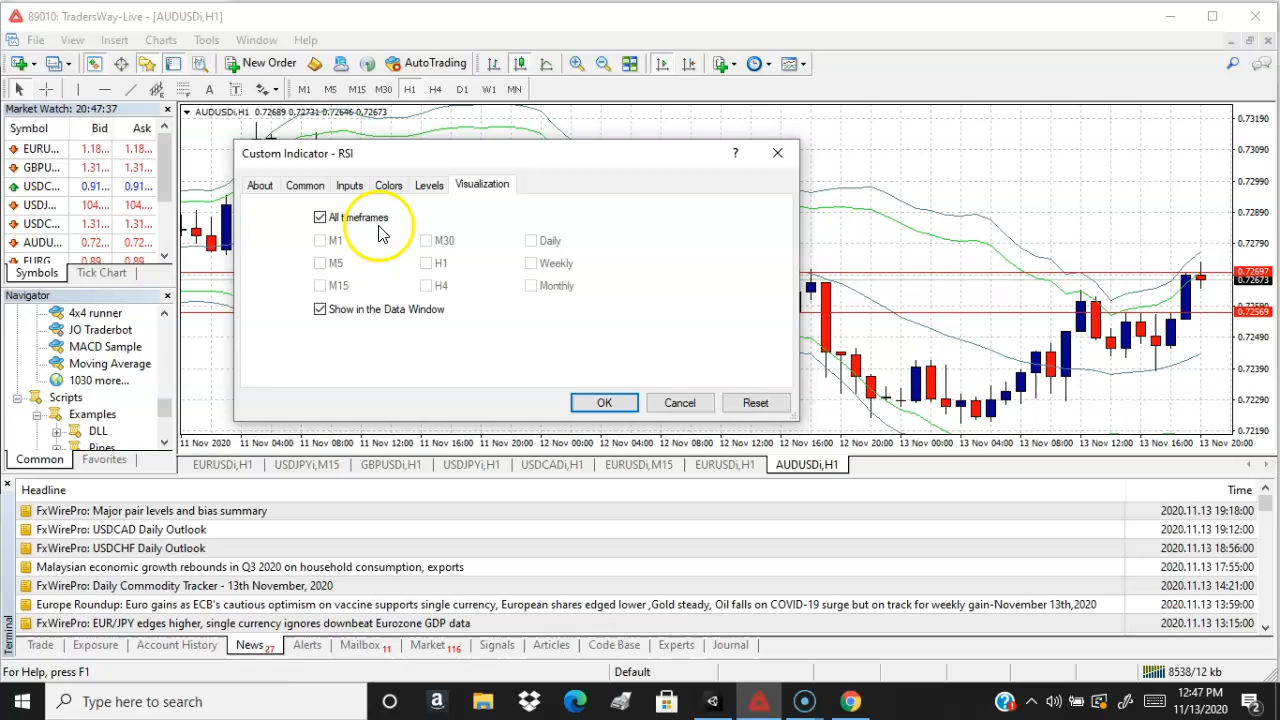 89010: TradersWay-Live - [AUDUSDi,H1]
File View Insert Charts Tools Window Help
New Order AutoTrading
A T M1 M5 M15 M30 H1 H4 D1 W1 MN
Market Watch: 20:47:37
Symbol Bid Ask
EURU... 1.18... 1.18...
GBPU... 1.31... 1.31...
USDC... 0.91... 0.91...
USDJ... 104.... 104....
USDC... 1.31... 1.31...
AUDU... 0.72... 0.72...
EURG... 0.89... 0.89...
Symbols Tick Chart
Navigator
4x4 runner
JO Traderbot
MACD Sample
Moving Average
1030 more...
Scripts
Examples
DLL
Pipes
Common Favorites
AUDUSDi,H1 0.72689 0.72731 0.72646 0.72673
Custom Indicator - RSI
About Common Inputs Colors Levels Visualization
All timeframes
M1 M30 Daily
M5 H1 Weekly
M15 H4 Monthly
Show in the Data Window
OK Cancel Reset
0.73190
0.73090
0.72990
0.72890
0.72790
0.72697
0.72673
0.72569
0.72490
0.72390
0.72290
0.72190
11 Nov 2020 11 Nov 04:00 11 Nov 08:00 11 Nov 12:00 11 Nov 16:00 11 Nov 20:00 12 Nov 00:00 12 Nov 04:00 12 Nov 08:00 12 Nov 12:00 12 Nov 16:00 12 Nov 20:00 13 Nov 00:00 13 Nov 04:00 13 Nov 08:00 13 Nov 12:00 13 Nov 16:00 13 Nov 20:00
EURUSDi,H1 USDJPYi,M15 GBPUSDi,H1 USDJPYi,H1 USDCADi,H1 EURUSDi,M15 EURUSDi,H1 AUDUSDi,H1
Headline Time
FxWirePro: Major pair levels and bias summary 2020.11.13 19:18:00
FxWirePro: USDCAD Daily Outlook 2020.11.13 19:12:00
FxWirePro: USDCHF Daily Outlook 2020.11.13 18:56:00
Malaysian economic growth rebounds in Q3 2020 on household consumption, exports 2020.11.13 17:55:00
FxWirePro: Daily Commodity Tracker - 13th November, 2020 2020.11.13 14:21:00
Europe Roundup: Euro gains as ECB's cautious optimism on vaccine supports single currency, European shares edged lower ,Gold steady, Oil falls on COVID-19 surge but on track for weekly gain-November 13th,2020 2020.11.13 13:59:00
FxWirePro: EUR/JPY edges higher, single currency ignores downbeat Eurozone GDP data 2020.11.13 13:15:00
Terminal
Trade Exposure Account History News 27 Alerts Mailbox 11 Market 116 Signals Articles Code Base Experts Journal
For Help, press F1 Default 8538/12 kb
Type here to search
12:47 PM
11/13/2020
2